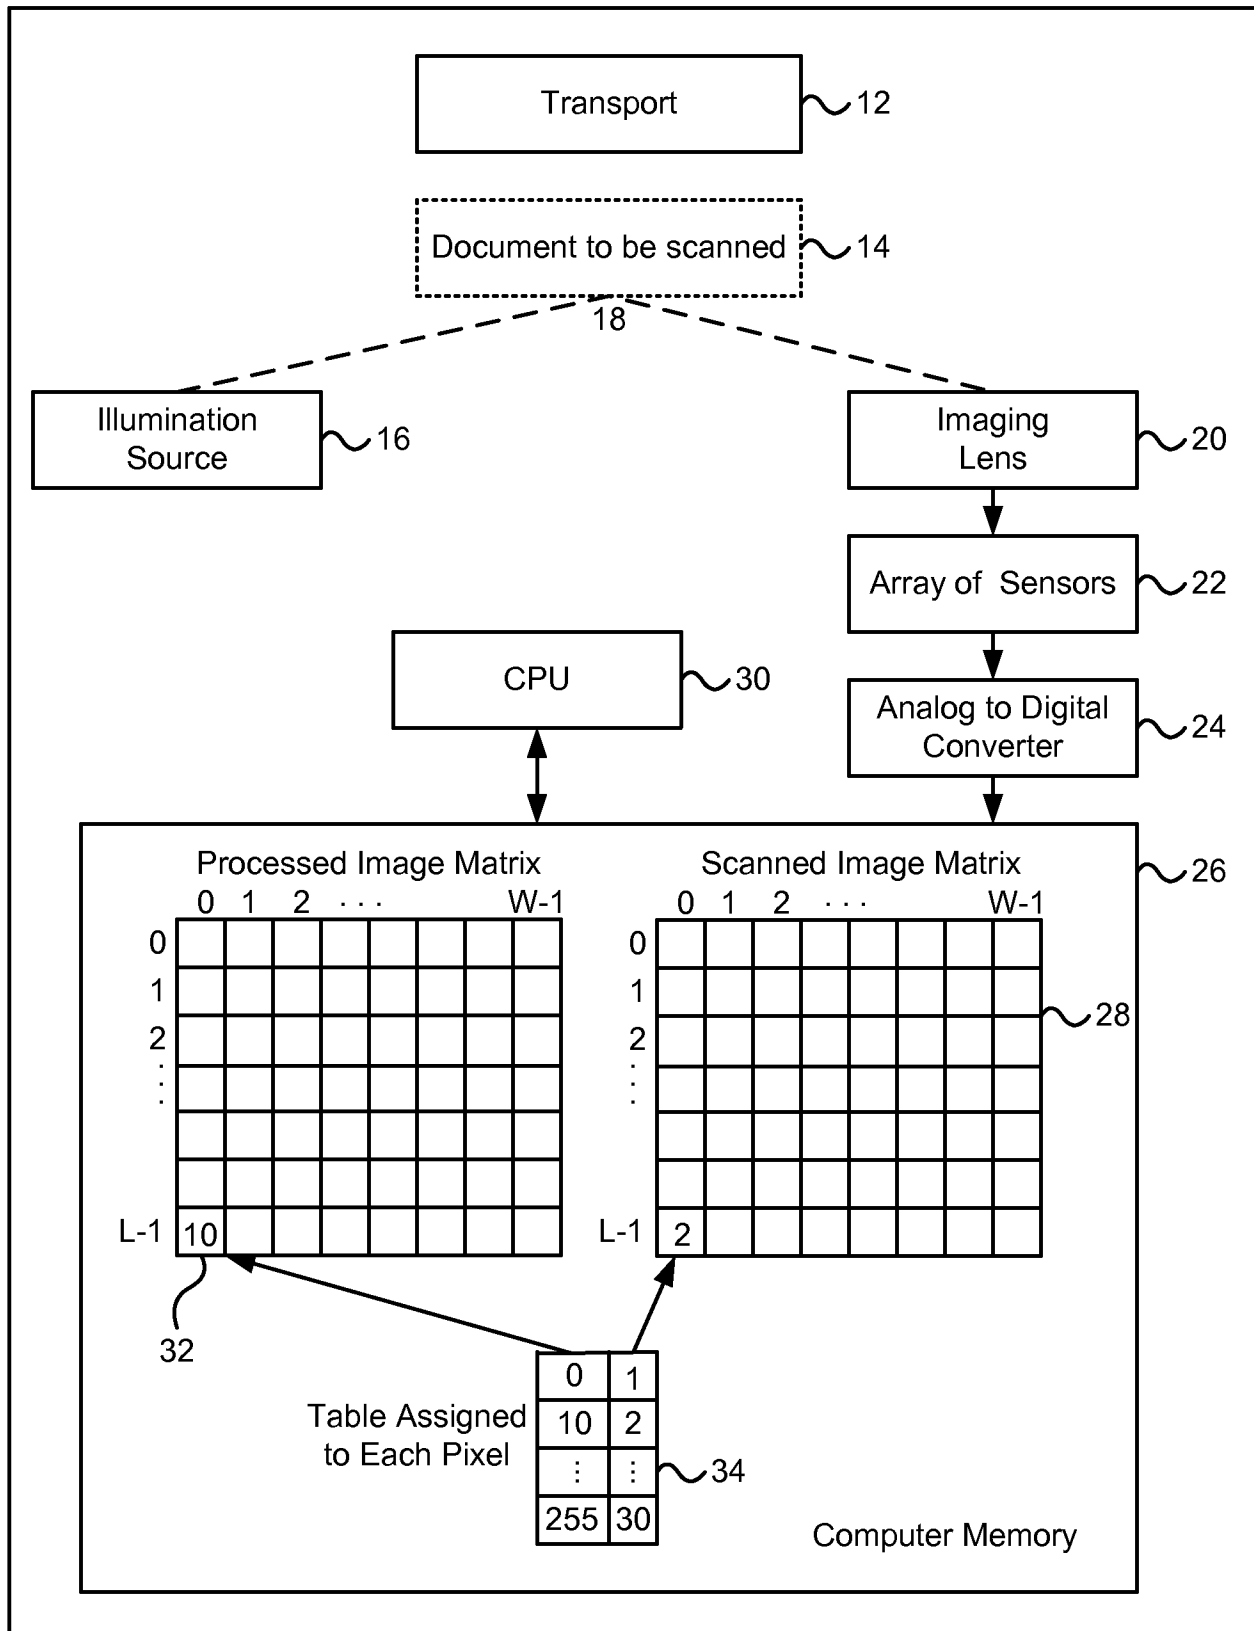 Transport
12
Document to be scanned
14
18
Illumination
Source
16
Imaging
Lens
20
Array of Sensors
22
CPU
30
Analog to Digital
Converter
24
26
Processed Image Matrix
0 1 2 · · · W-1
0
1
2
⋮
L-1 10
32
Scanned Image Matrix
0 1 2 · · · W-1
0
1
2
⋮
L-1 2
28
Table Assigned
to Each Pixel
0 1
10 2
⋮ ⋮
255 30
34
Computer Memory